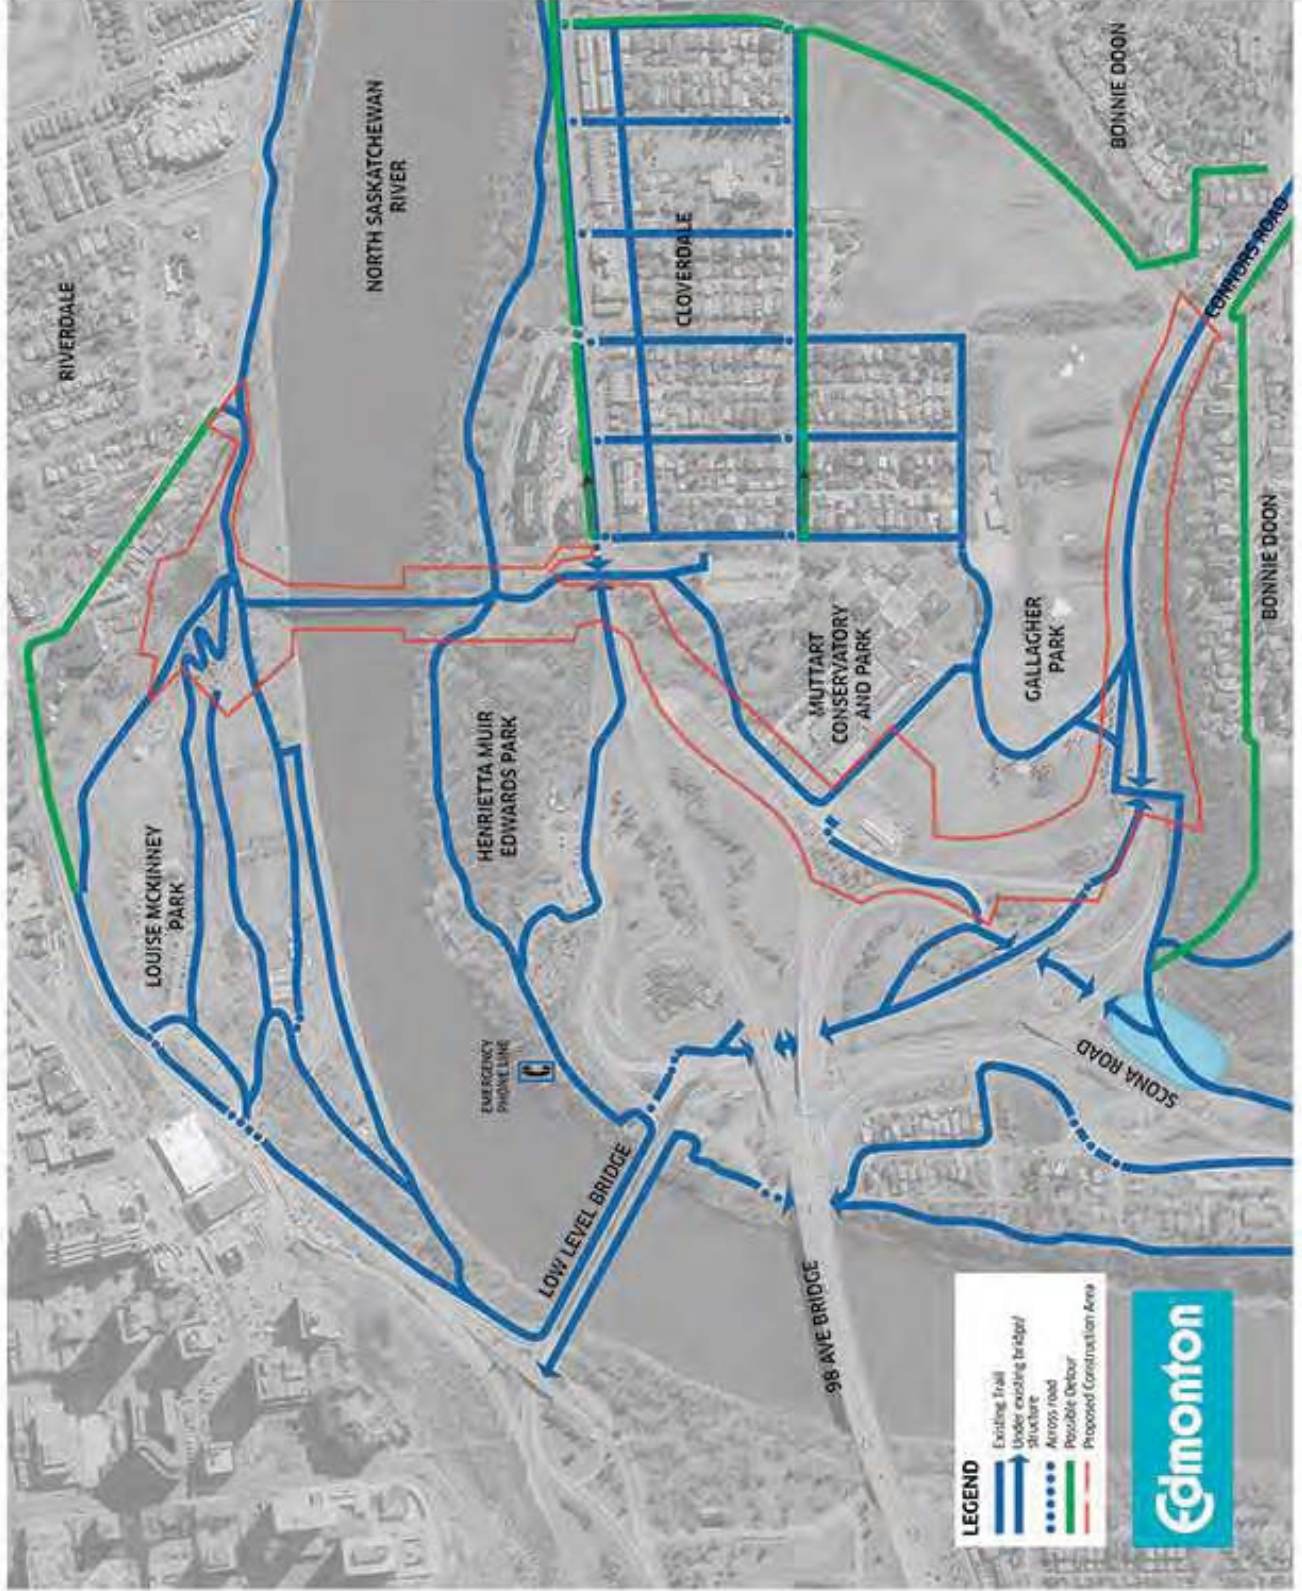 RIVERDALE
NORTH SASKATCHEWAN
RIVER
BONNIE DOON
CLOVERDALE
CONNORS ROAD
LOUISE MCKINNEY
PARK
HENRIETTA MUIR
EDWARDS PARK
MUTTART
CONSERVATORY
AND PARK
GALLAGHER
PARK
BONNIE DOON
EMERGENCY
PHONE LINE
LOW LEVEL BRIDGE
SCONA ROAD
98 AVE BRIDGE
LEGEND
Existing Trail
Under existing bridge/
structure
Across road
Possible Detour
Proposed Construction Area
Edmonton